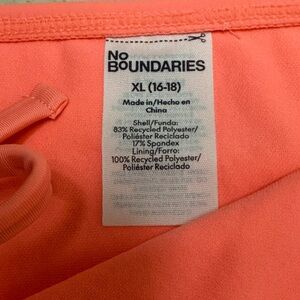 No
BOUNDARIES
XL (16-18)
Made in/Hecho en
China
Shell/Funda:
83% Recycled Polyester/
Poliéster Reciclado
17% Spandex
Lining/Forro:
100% Recycled Polyester/
Poliéster Reciclado